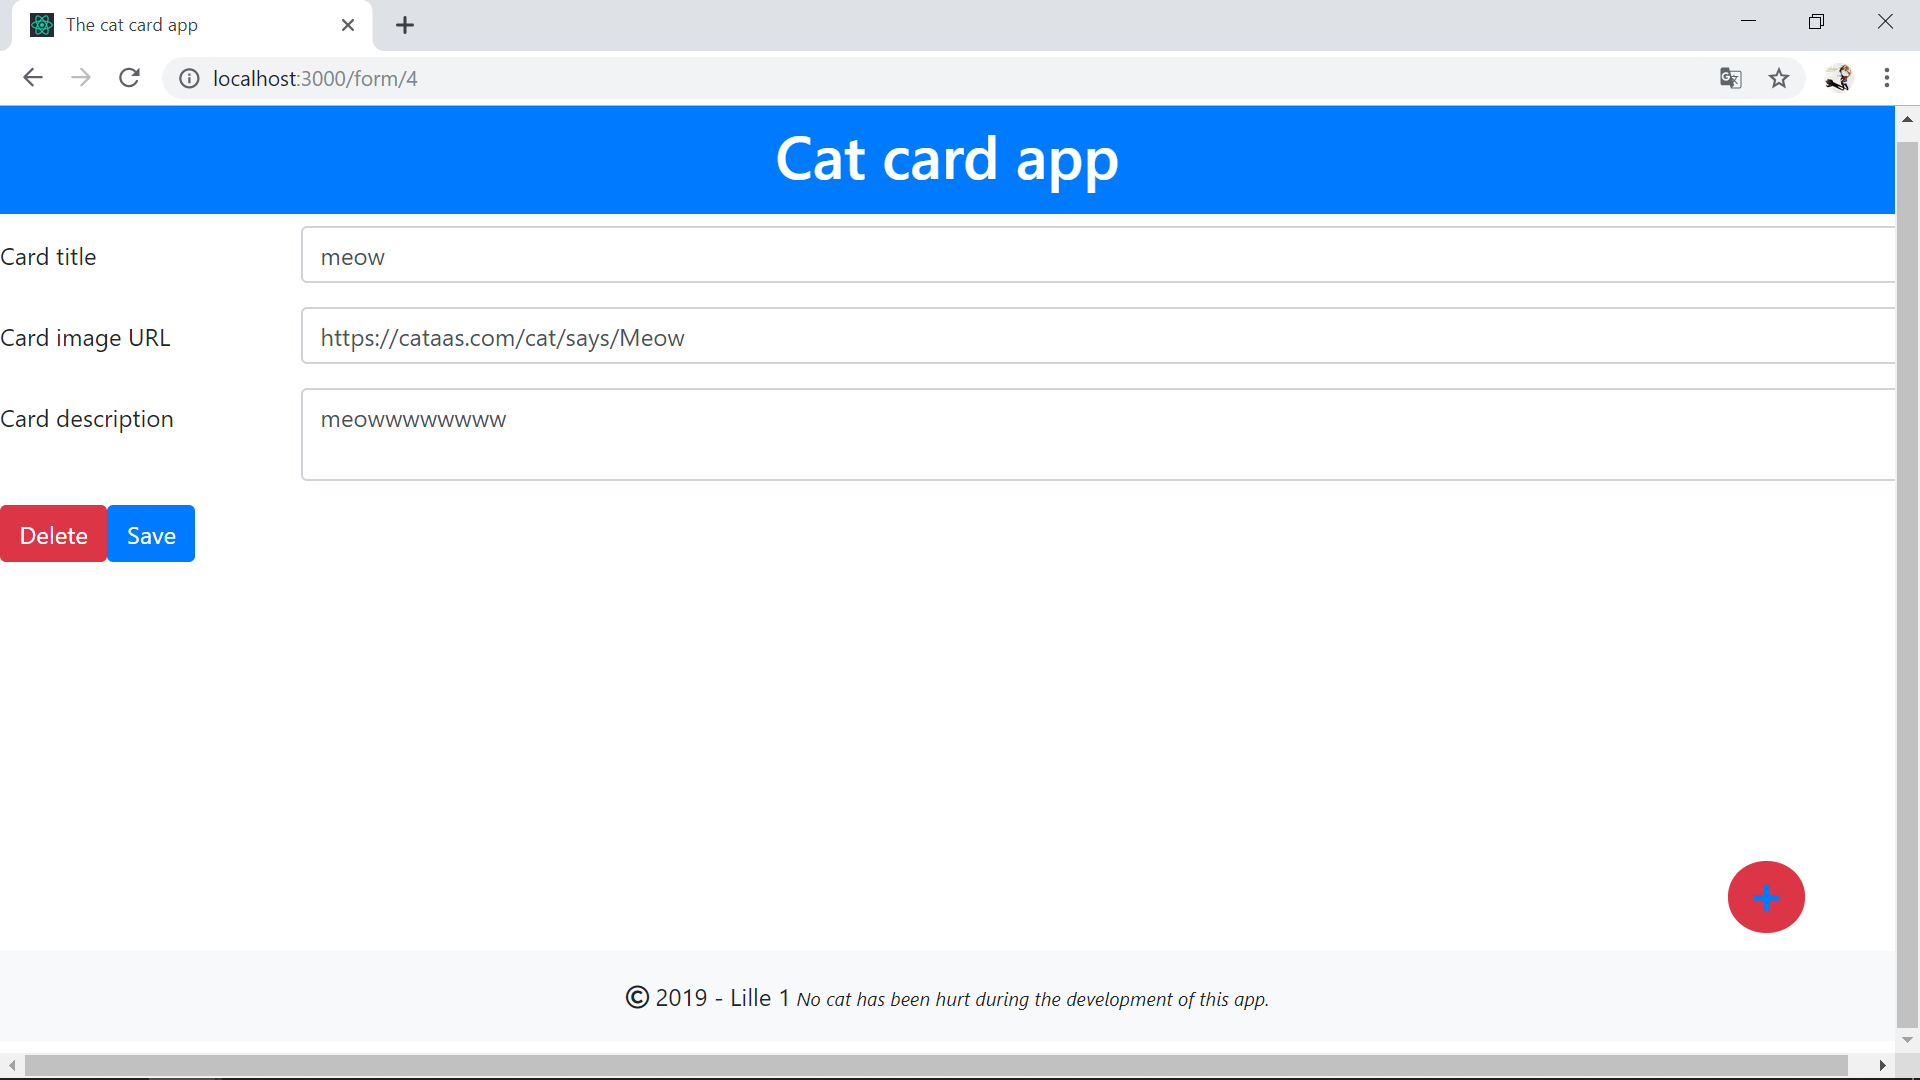 The cat card app
localhost:3000/form/4
Cat card app
Card title
meow
Card image URL
https://cataas.com/cat/says/Meow
Card description
meowwwwwwww
Delete Save
+
© 2019 - Lille 1 No cat has been hurt during the development of this app.